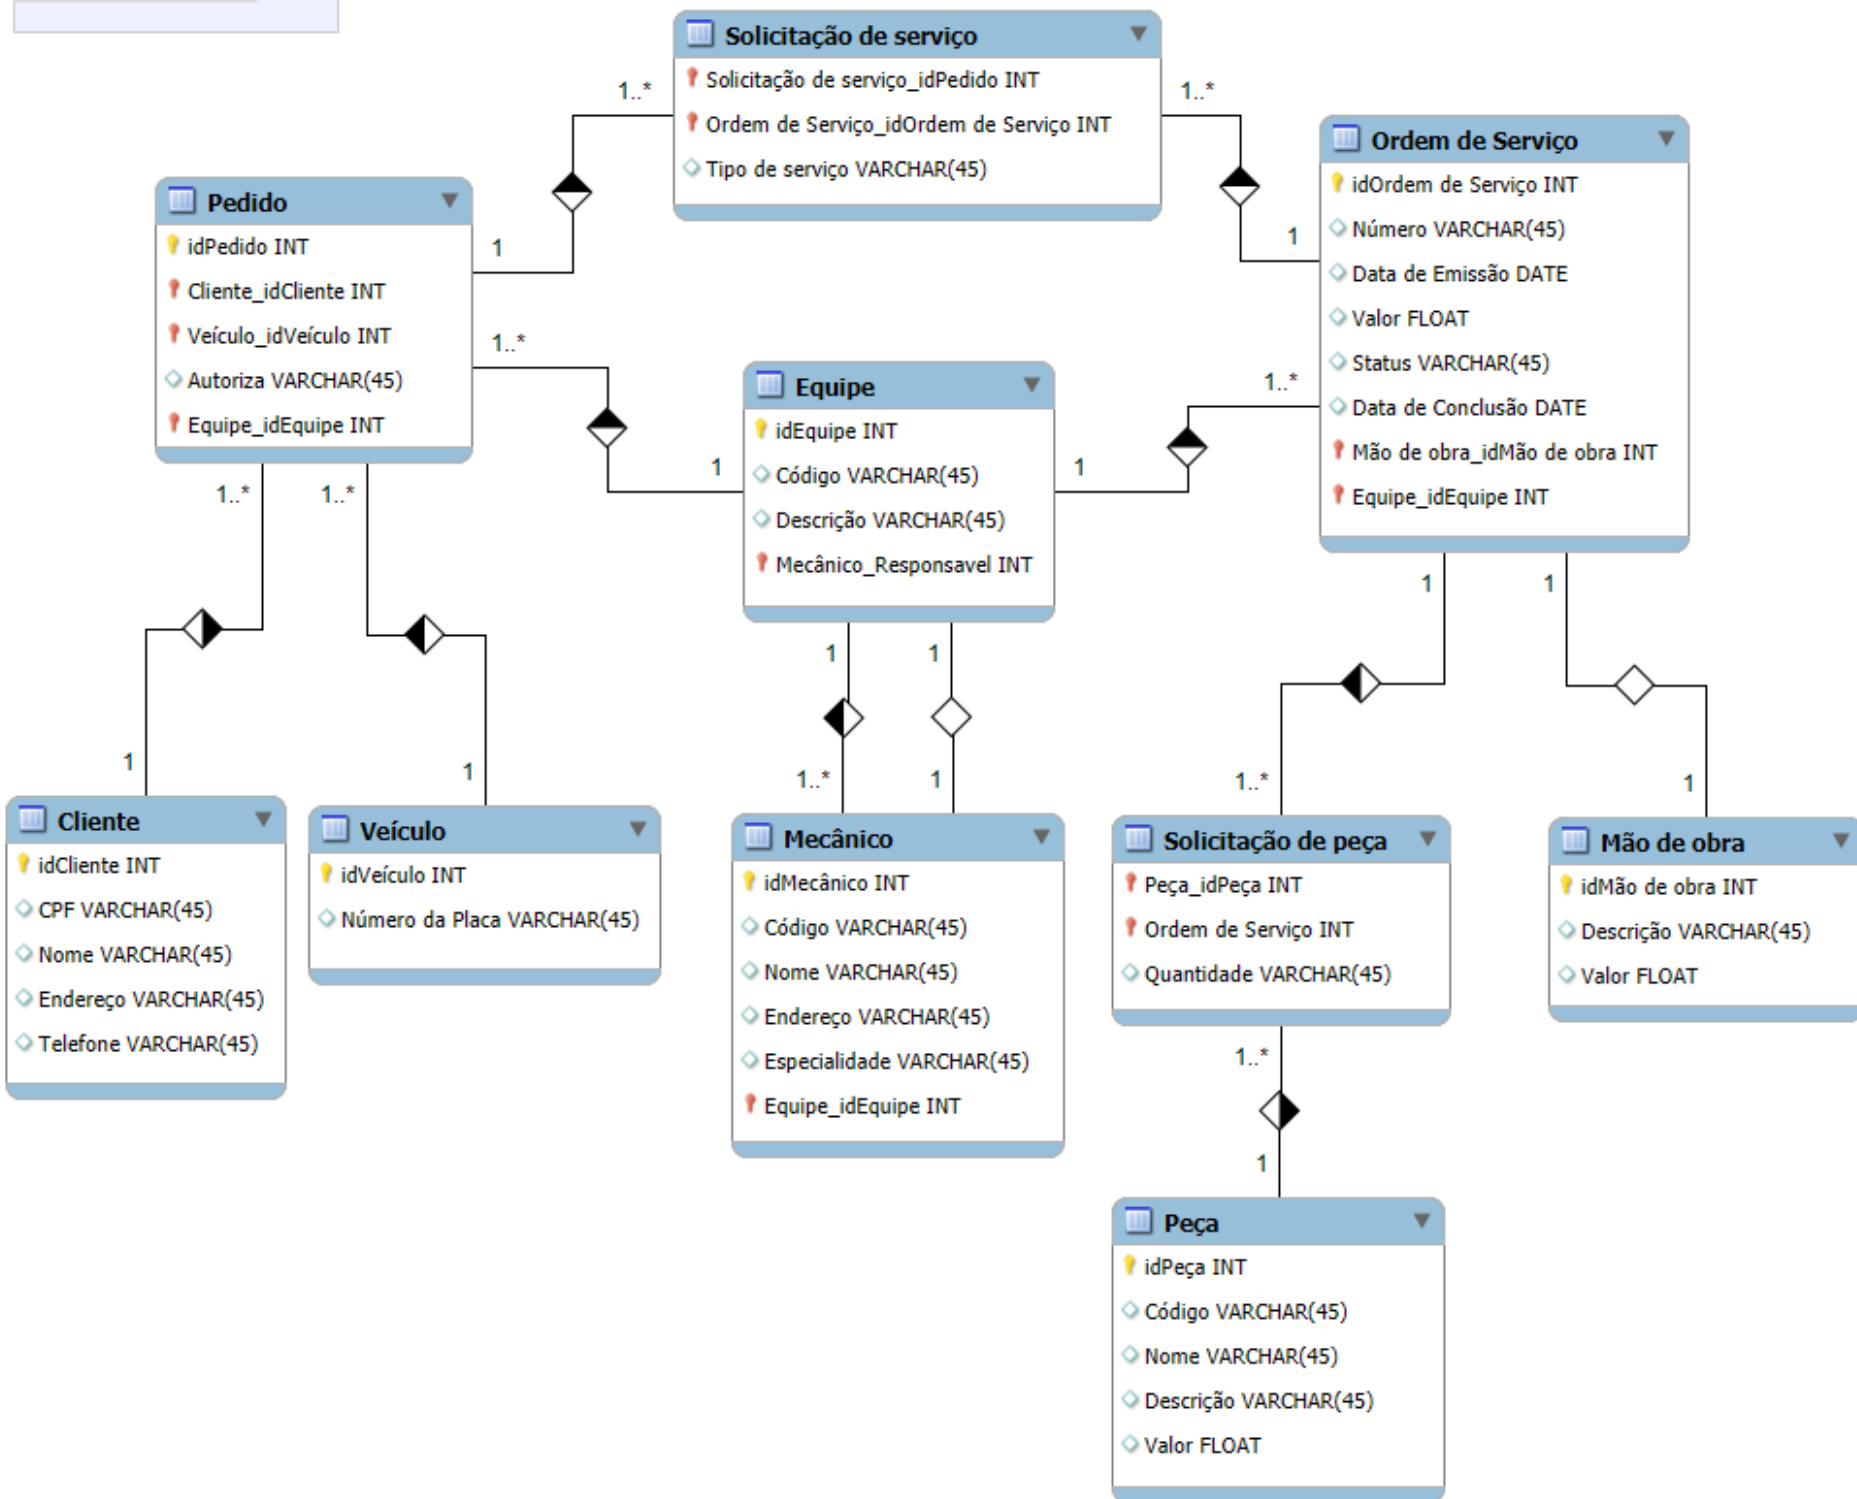 Solicitação de serviço
Solicitação de serviço_idPedido INT
Ordem de Serviço_idOrdem de Serviço INT
Tipo de serviço VARCHAR(45)
1..*
1..*
Ordem de Serviço
idOrdem de Serviço INT
Número VARCHAR(45)
Data de Emissão DATE
Valor FLOAT
Status VARCHAR(45)
Data de Conclusão DATE
Mão de obra_idMão de obra INT
Equipe_idEquipe INT
Pedido
idPedido INT
Cliente_idCliente INT
Veículo_idVeículo INT
Autoriza VARCHAR(45)
Equipe_idEquipe INT
1
1
1..*
1..*
Equipe
idEquipe INT
Código VARCHAR(45)
Descrição VARCHAR(45)
Mecânico_Responsavel INT
1
1
1..*
1..*
1
1
1
1
1
1
1..*
1
1..*
1
Cliente
idCliente INT
CPF VARCHAR(45)
Nome VARCHAR(45)
Endereço VARCHAR(45)
Telefone VARCHAR(45)
Veículo
idVeículo INT
Número da Placa VARCHAR(45)
Mecânico
idMecânico INT
Código VARCHAR(45)
Nome VARCHAR(45)
Endereço VARCHAR(45)
Especialidade VARCHAR(45)
Equipe_idEquipe INT
Solicitação de peça
Peça_idPeça INT
Ordem de Serviço INT
Quantidade VARCHAR(45)
Mão de obra
idMão de obra INT
Descrição VARCHAR(45)
Valor FLOAT
1..*
1
Peça
idPeça INT
Código VARCHAR(45)
Nome VARCHAR(45)
Descrição VARCHAR(45)
Valor FLOAT